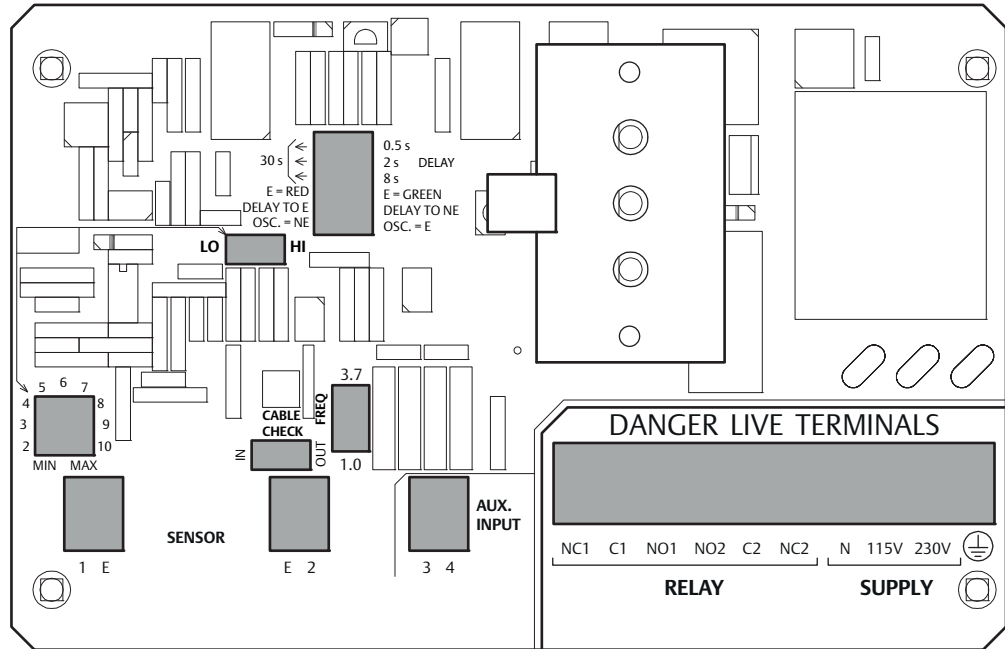 0.5 s
30 s
2 s DELAY
8 s
E = RED
E = GREEN
DELAY TO E
DELAY TO NE
OSC. = NE
OSC. = E
LO
HI
5 6 7
4 8
3 9
2 10
MIN MAX
CABLE
CHECK
IN
OUT
FREQ
3.7
1.0
SENSOR
1 E
E 2
AUX.
INPUT
3 4
DANGER LIVE TERMINALS
NC1 C1 NO1 NO2 C2 NC2 N 115V 230V
RELAY
SUPPLY